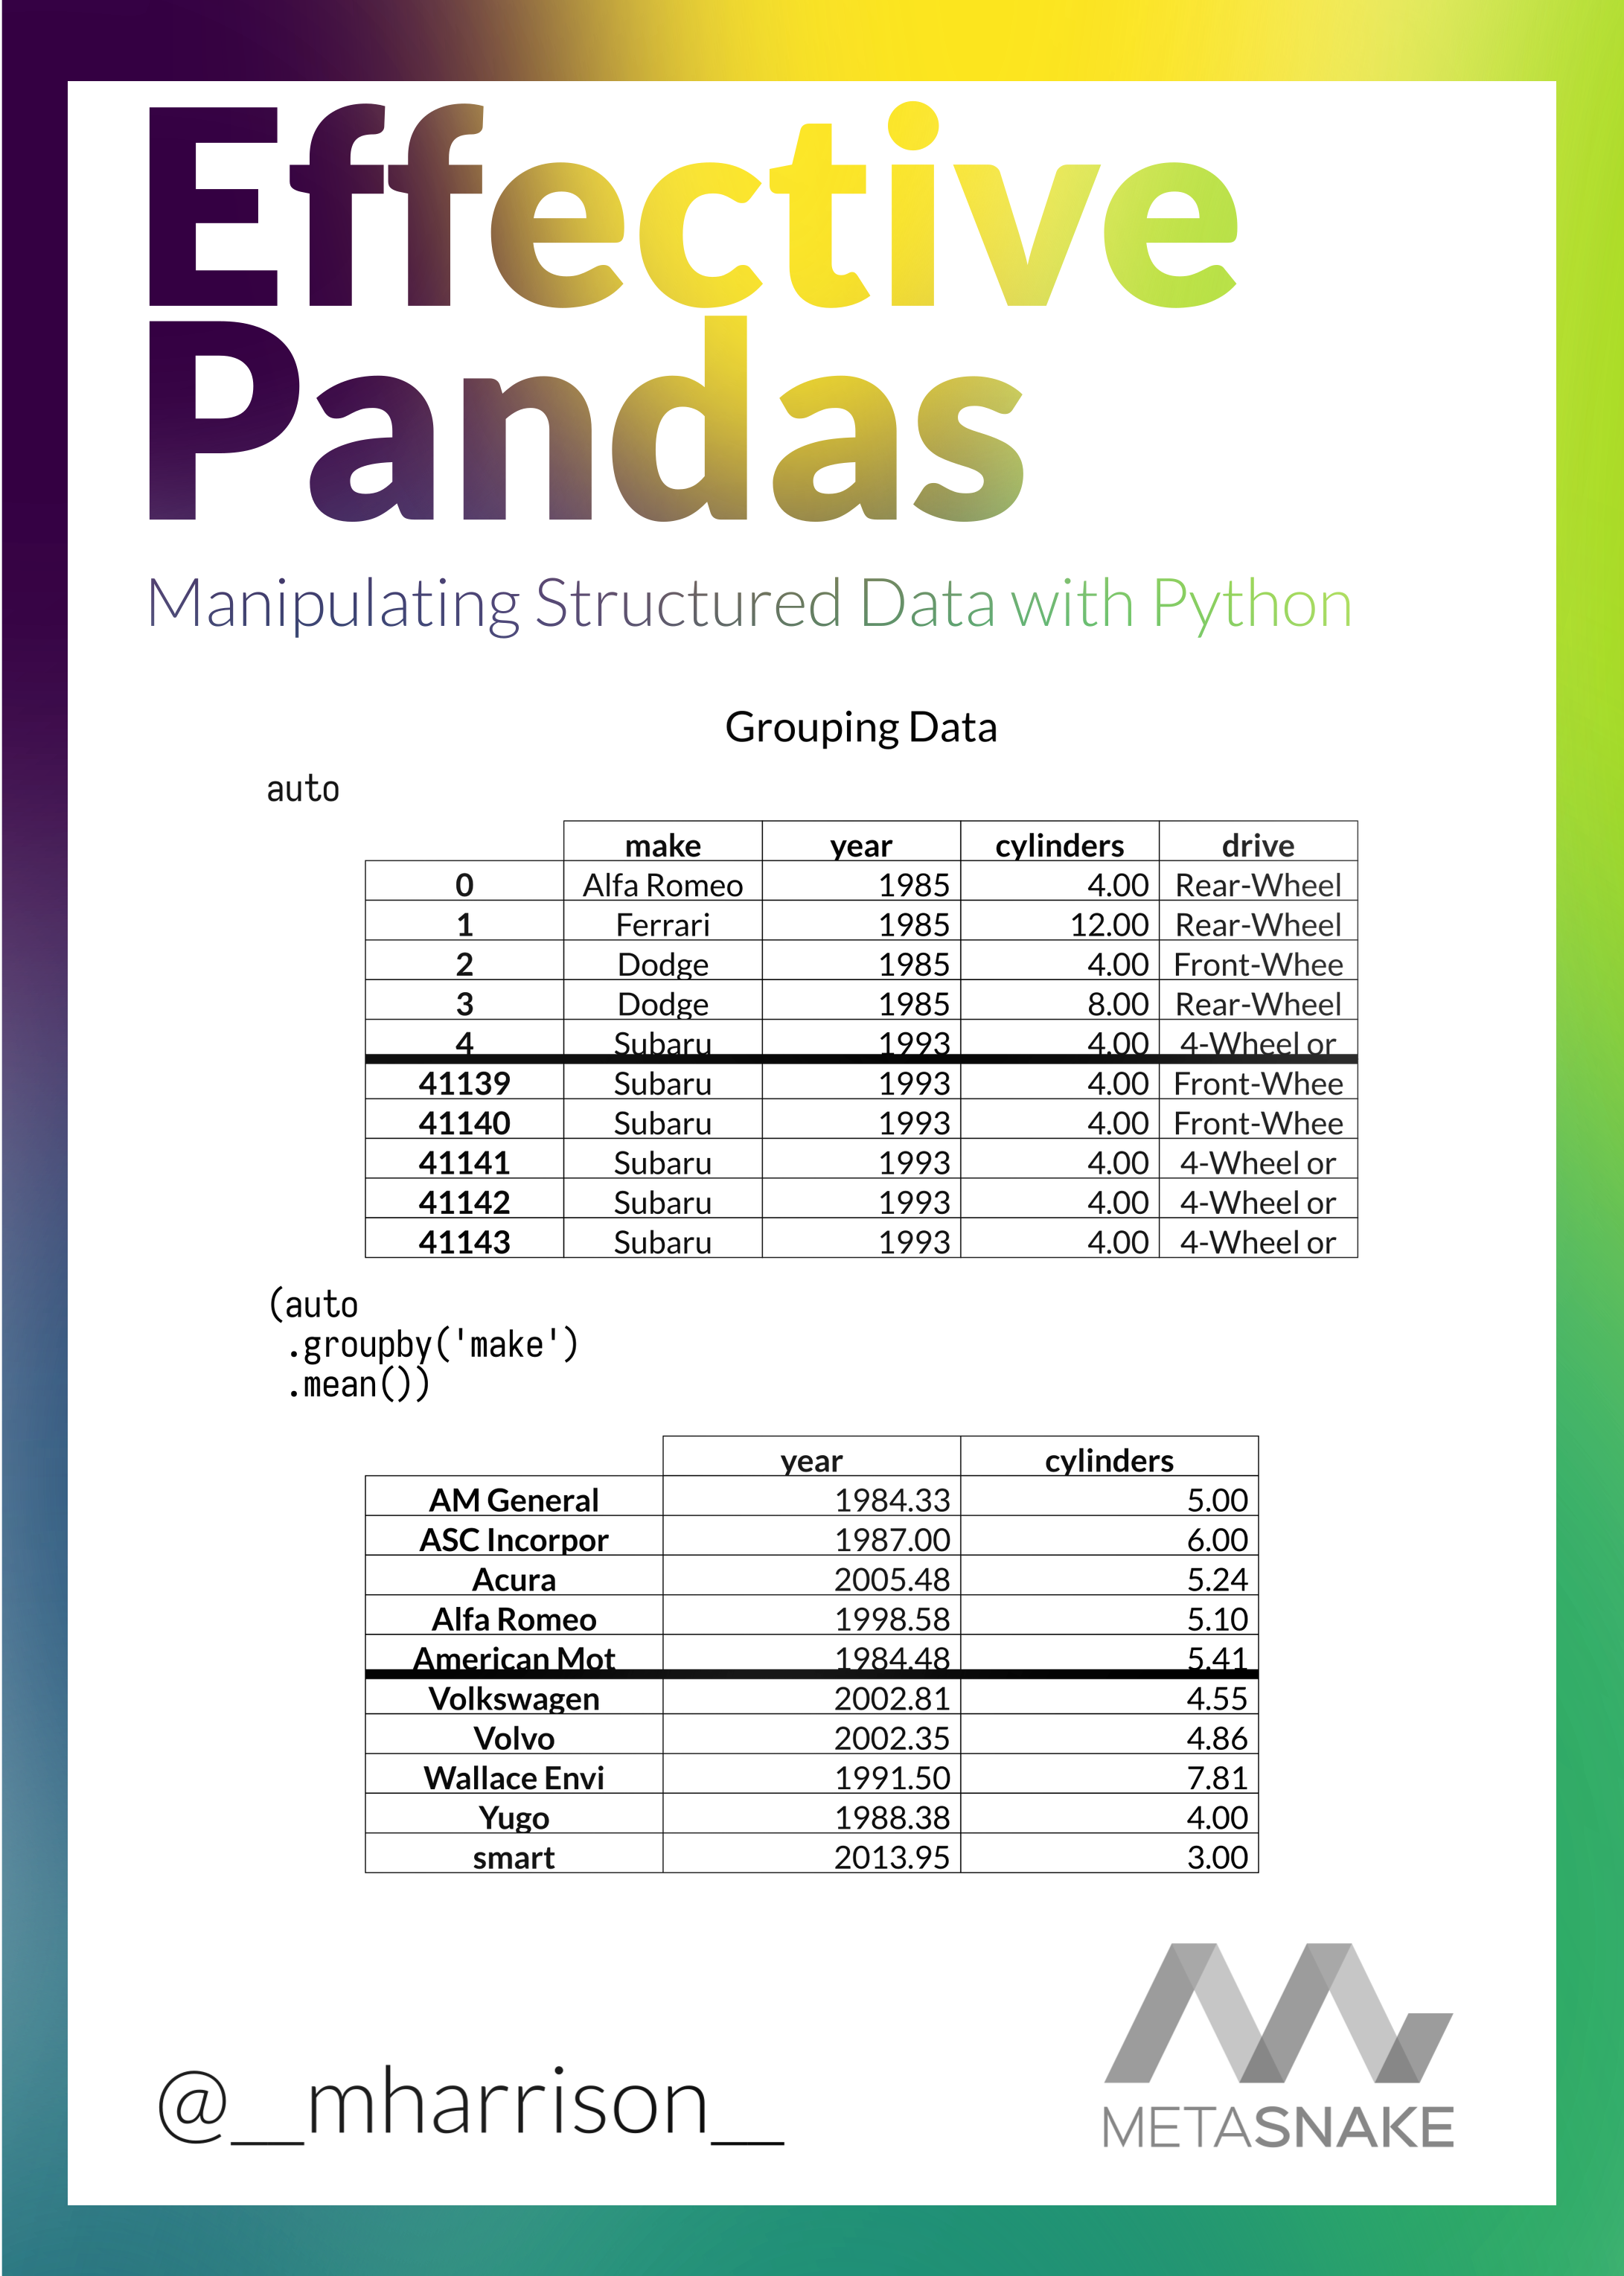 Effective
Pandas
Manipulating Structured Data with Python
Grouping Data
auto
make year cylinders drive
0 Alfa Romeo 1985 4.00 Rear-Wheel
1 Ferrari 1985 12.00 Rear-Wheel
2 Dodge 1985 4.00 Front-Whee
3 Dodge 1985 8.00 Rear-Wheel
4 Subaru 1993 4.00 4-Wheel or
41139 Subaru 1993 4.00 Front-Whee
41140 Subaru 1993 4.00 Front-Whee
41141 Subaru 1993 4.00 4-Wheel or
41142 Subaru 1993 4.00 4-Wheel or
41143 Subaru 1993 4.00 4-Wheel or
(auto
.groupby('make')
.mean())
year cylinders
AM General 1984.33 5.00
ASC Incorpor 1987.00 6.00
Acura 2005.48 5.24
Alfa Romeo 1998.58 5.10
American Mot 1984.48 5.41
Volkswagen 2002.81 4.55
Volvo 2002.35 4.86
Wallace Envi 1991.50 7.81
Yugo 1988.38 4.00
smart 2013.95 3.00
@__mharrison__
METASNAKE